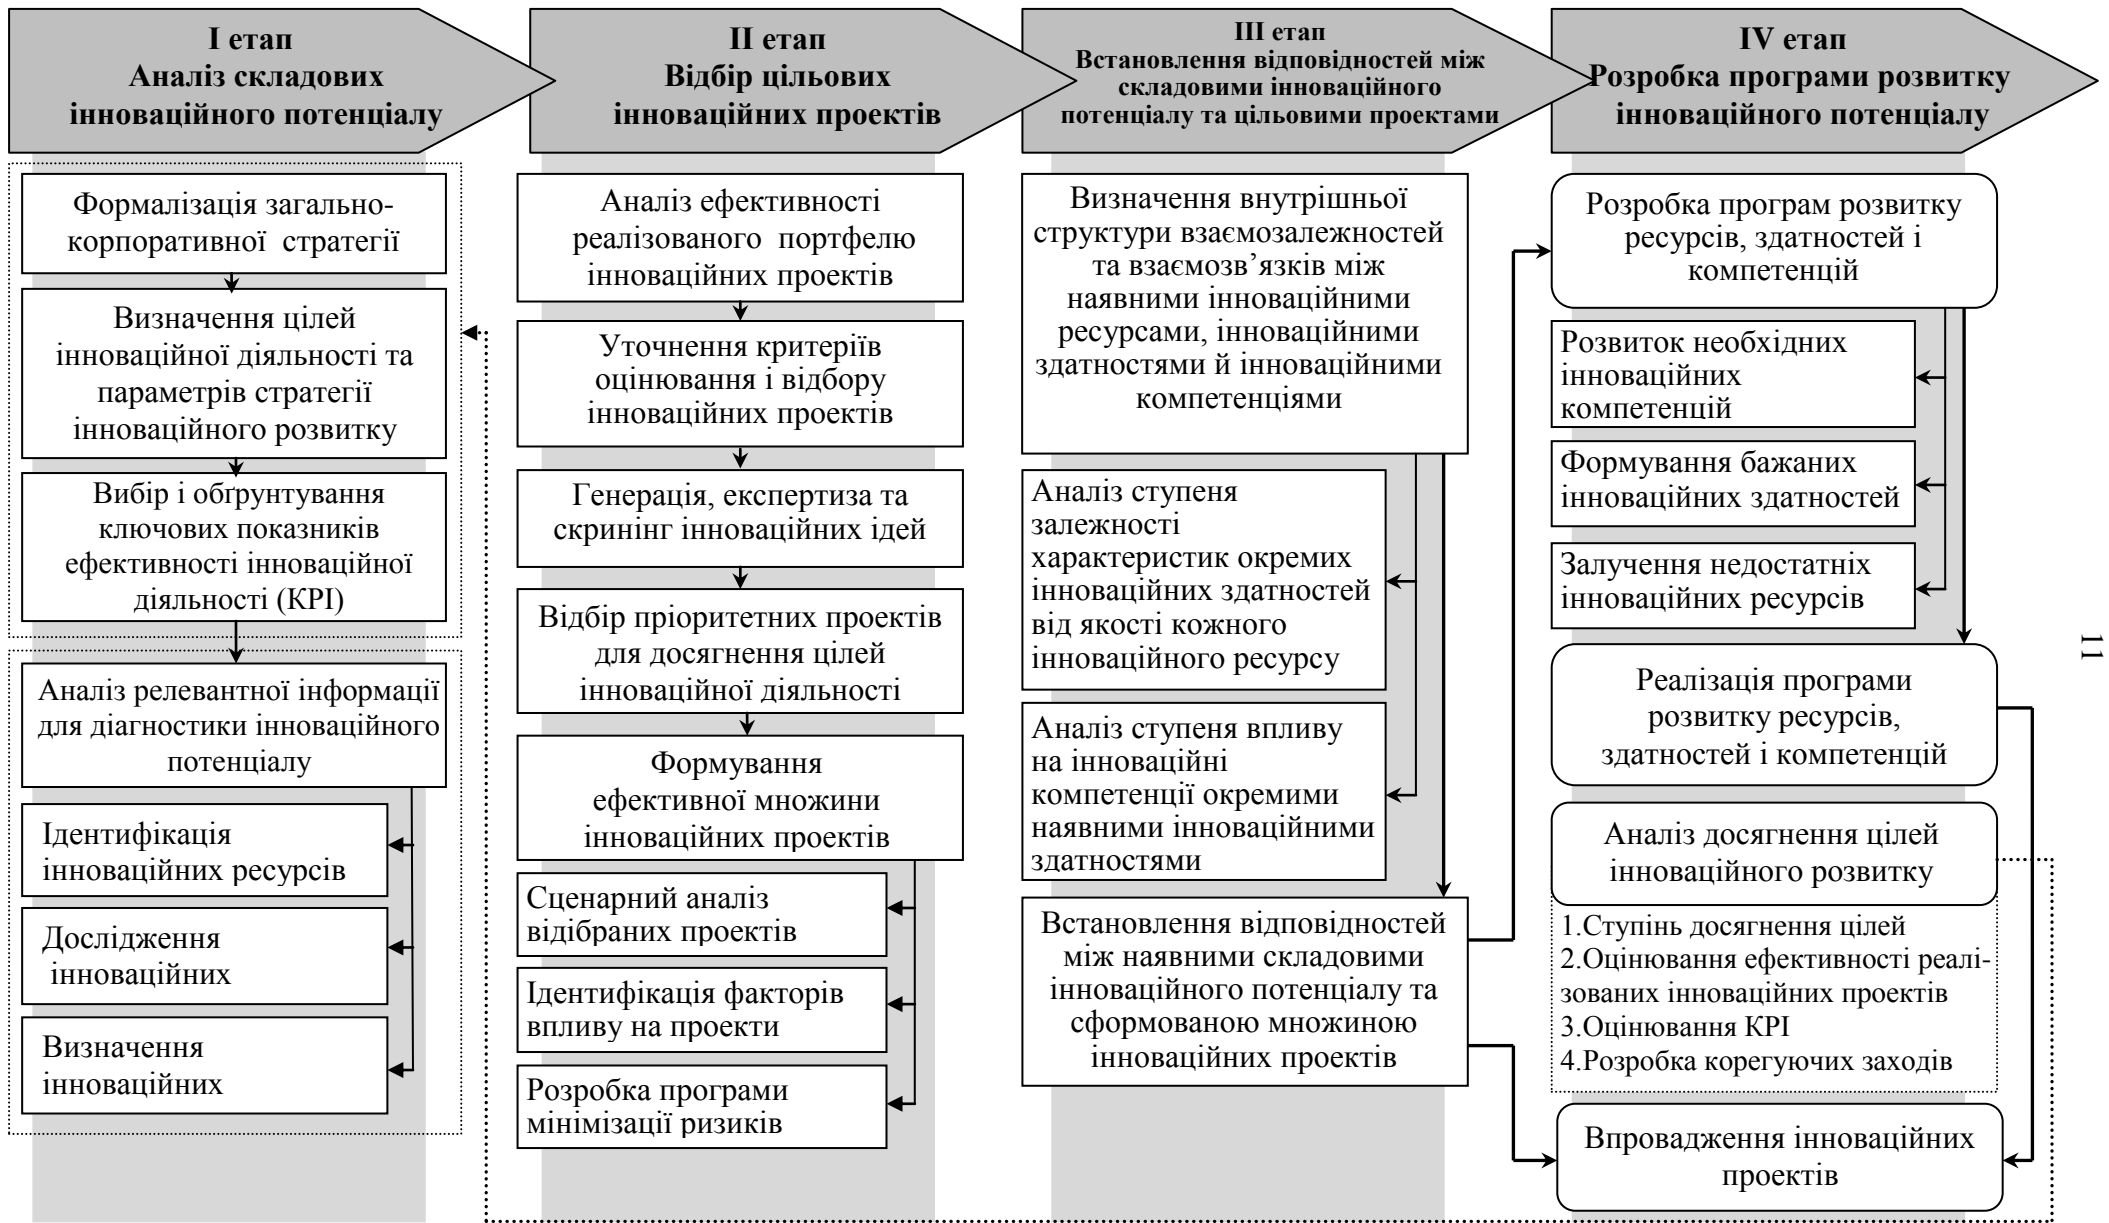 І етап
Аналіз складових
інноваційного потенціалу
ІІ етап
Відбір цільових
інноваційних проектів
ІІІ етап
Встановлення відповідностей між
складовими інноваційного
потенціалу та цільовими проектами
IV етап
Розробка програми розвитку
інноваційного потенціалу
Формалізація загально-
корпоративної стратегії
Визначення цілей
інноваційної діяльності та
параметрів стратегії
інноваційного розвитку
Вибір і обґрунтування
ключових показників
ефективності інноваційної
діяльності (КРІ)
Аналіз релевантної інформації
для діагностики інноваційного
потенціалу
Ідентифікація
інноваційних ресурсів
Дослідження
інноваційних
Визначення
інноваційних
Аналіз ефективності
реалізованого портфелю
інноваційних проектів
Уточнення критеріїв
оцінювання і відбору
інноваційних проектів
Генерація, експертиза та
скринінг інноваційних ідей
Відбір пріоритетних проектів
для досягнення цілей
інноваційної діяльності
Формування
ефективної множини
інноваційних проектів
Сценарний аналіз
відібраних проектів
Ідентифікація факторів
впливу на проекти
Розробка програми
мінімізації ризиків
Визначення внутрішньої
структури взаємозалежностей
та взаємозв’язків між
наявними інноваційними
ресурсами, інноваційними
здатностями й інноваційними
компетенціями
Аналіз ступеня
залежності
характеристик окремих
інноваційних здатностей
від якості кожного
інноваційного ресурсу
Аналіз ступеня впливу
на інноваційні
компетенції окремими
наявними інноваційними
здатностями
Встановлення відповідностей
між наявними складовими
інноваційного потенціалу та
сформованою множиною
інноваційних проектів
Розробка програм розвитку
ресурсів, здатностей і
компетенцій
Розвиток необхідних
інноваційних
компетенцій
Формування бажаних
інноваційних здатностей
Залучення недостатніх
інноваційних ресурсів
Реалізація програми
розвитку ресурсів,
здатностей і компетенцій
Аналіз досягнення цілей
інноваційного розвитку
1.Ступінь досягнення цілей
2.Оцінювання ефективності реалі-
зованих інноваційних проектів
3.Оцінювання КРІ
4.Розробка корегуючих заходів
Впровадження інноваційних
проектів
11